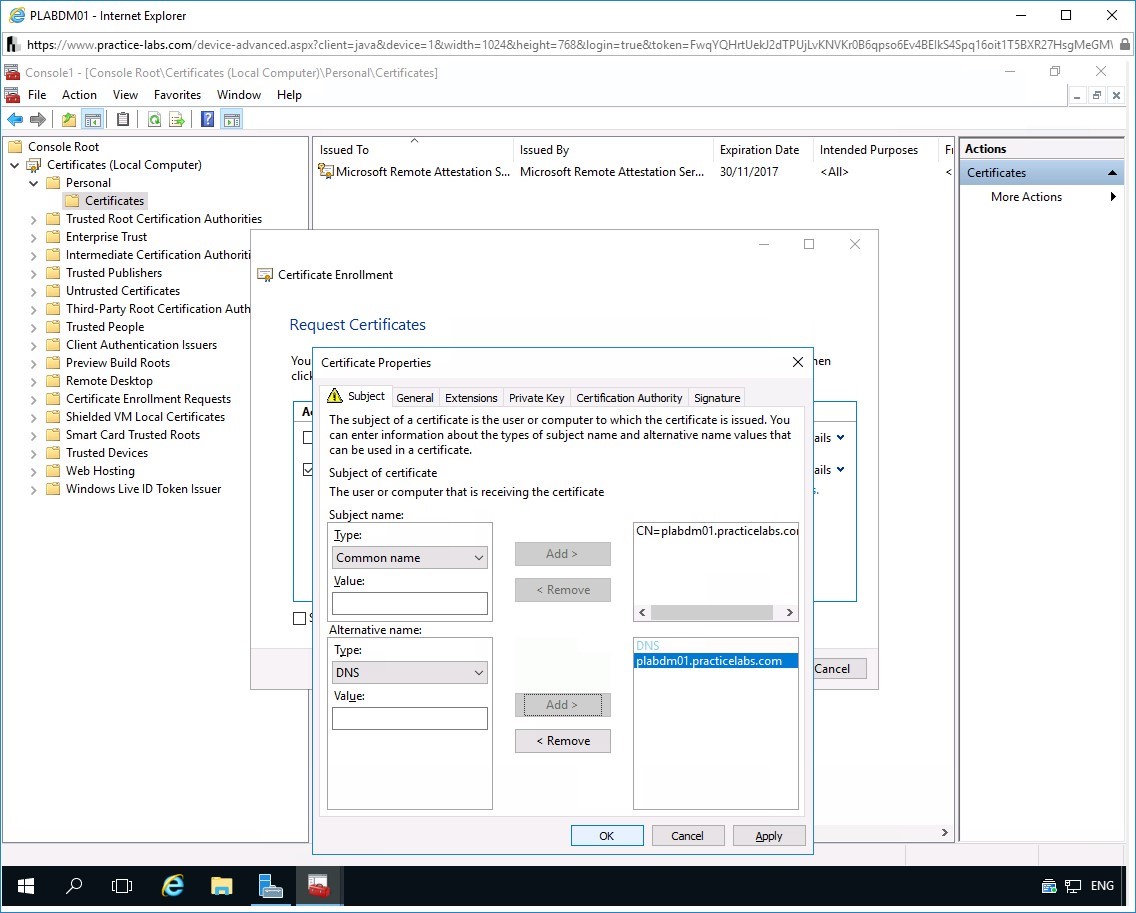 PLABDM01 - Internet Explorer
https://www.practice-labs.com/device-advanced.aspx?client=java&device=1&width=1024&height=768&login=true&token=FwqYQHrtUekJ2dTPUjLvKNVKr0B6qpso6Ev4BElkS4Spq16oit1T5BXR27HsgMeGM
Console1 - [Console Root\Certificates (Local Computer)\Personal\Certificates]
File Action View Favorites Window Help
Console Root
Certificates (Local Computer)
Personal
Certificates
Trusted Root Certification Authorities
Enterprise Trust
Intermediate Certification Authoriti
Trusted Publishers
Untrusted Certificates
Third-Party Root Certification Auth
Trusted People
Client Authentication Issuers
Preview Build Roots
Remote Desktop
Certificate Enrollment Requests
Shielded VM Local Certificates
Smart Card Trusted Roots
Trusted Devices
Web Hosting
Windows Live ID Token Issuer
Issued To Issued By Expiration Date Intended Purposes Fr
Microsoft Remote Attestation S... Microsoft Remote Attestation Ser... 30/11/2017 <All> <
Actions
Certificates
More Actions
Certificate Enrollment
Request Certificates
You
click
ails
ails
Cancel
Certificate Properties
Subject General Extensions Private Key Certification Authority Signature
The subject of a certificate is the user or computer to which the certificate is issued. You
can enter information about the types of subject name and alternative name values that
can be used in a certificate.
Subject of certificate
The user or computer that is receiving the certificate
Subject name:
Type:
Common name
Value:
Add >
< Remove
CN=plabdm01.practicelabs.com
Alternative name:
Type:
DNS
Value:
Add >
< Remove
DNS
plabdm01.practicelabs.com
OK Cancel Apply
ENG